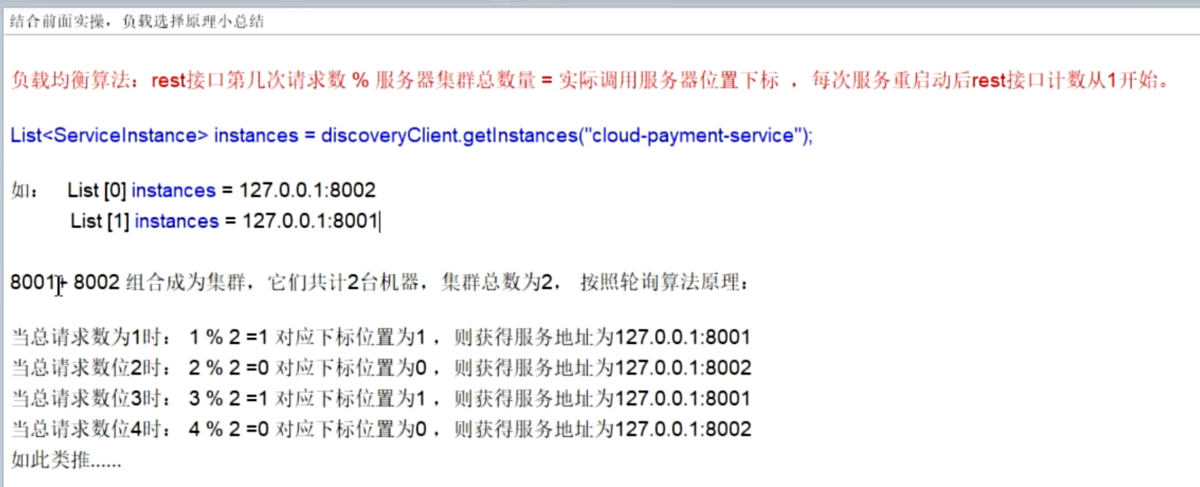 结合前面实操，负载选择原理小总结
负载均衡算法：rest接口第几次请求数 % 服务器集群总数量 = 实际调用服务器位置下标 ，每次服务重启动后rest接口计数从1开始。
List<ServiceInstance> instances = discoveryClient.getInstances("cloud-payment-service");
如： List [0] instances = 127.0.0.1:8002
List [1] instances = 127.0.0.1:8001
8001+ 8002 组合成为集群，它们共计2台机器，集群总数为2， 按照轮询算法原理：
当总请求数为1时： 1 % 2 =1 对应下标位置为1 ，则获得服务地址为127.0.0.1:8001
当总请求数位2时： 2 % 2 =0 对应下标位置为0 ，则获得服务地址为127.0.0.1:8002
当总请求数位3时： 3 % 2 =1 对应下标位置为1 ，则获得服务地址为127.0.0.1:8001
当总请求数位4时： 4 % 2 =0 对应下标位置为0 ，则获得服务地址为127.0.0.1:8002
如此类推......